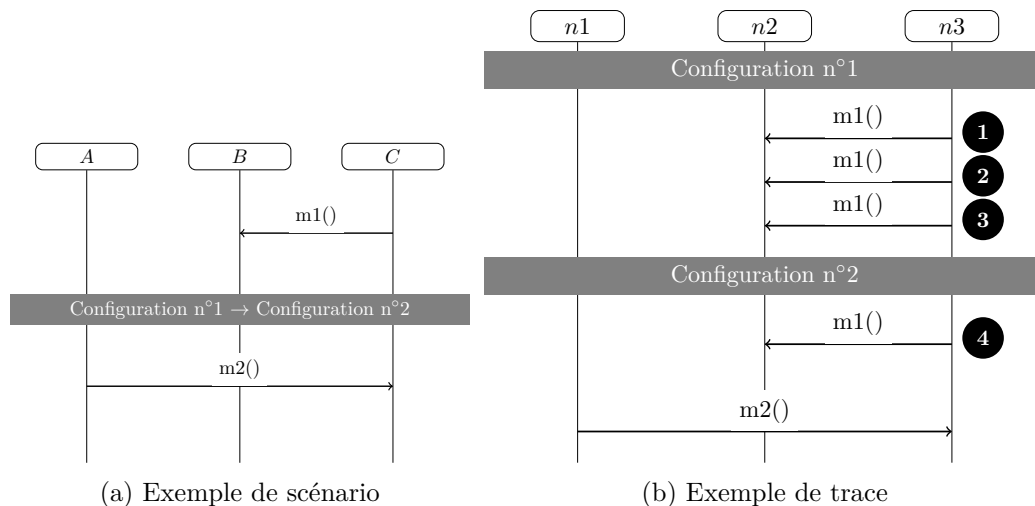 A B C
m1()
Configuration n°1 → Configuration n°2
m2()
(a) Exemple de scénario
n1 n2 n3
Configuration n°1
m1() 1
m1() 2
m1() 3
Configuration n°2
m1() 4
m2()
(b) Exemple de trace